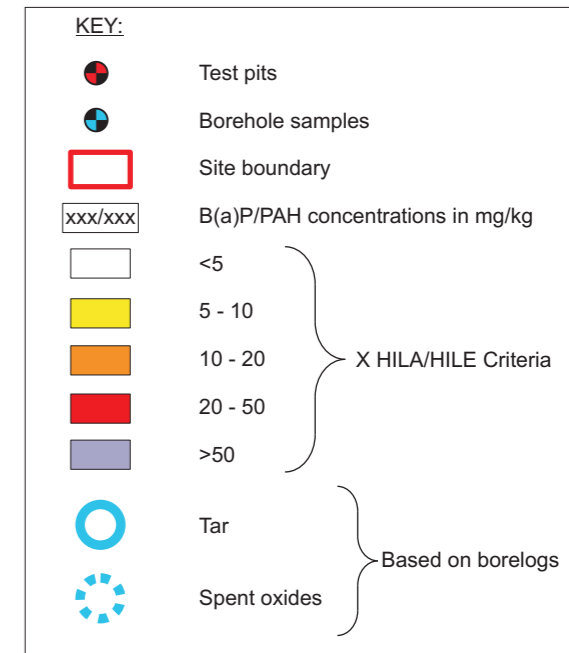 KEY:
Test pits
Borehole samples
Site boundary
xxx/xxx B(a)P/PAH concentrations in mg/kg
<5
5 - 10
10 - 20
20 - 50
>50
X HILA/HILE Criteria
Tar
Spent oxides
Based on borelogs